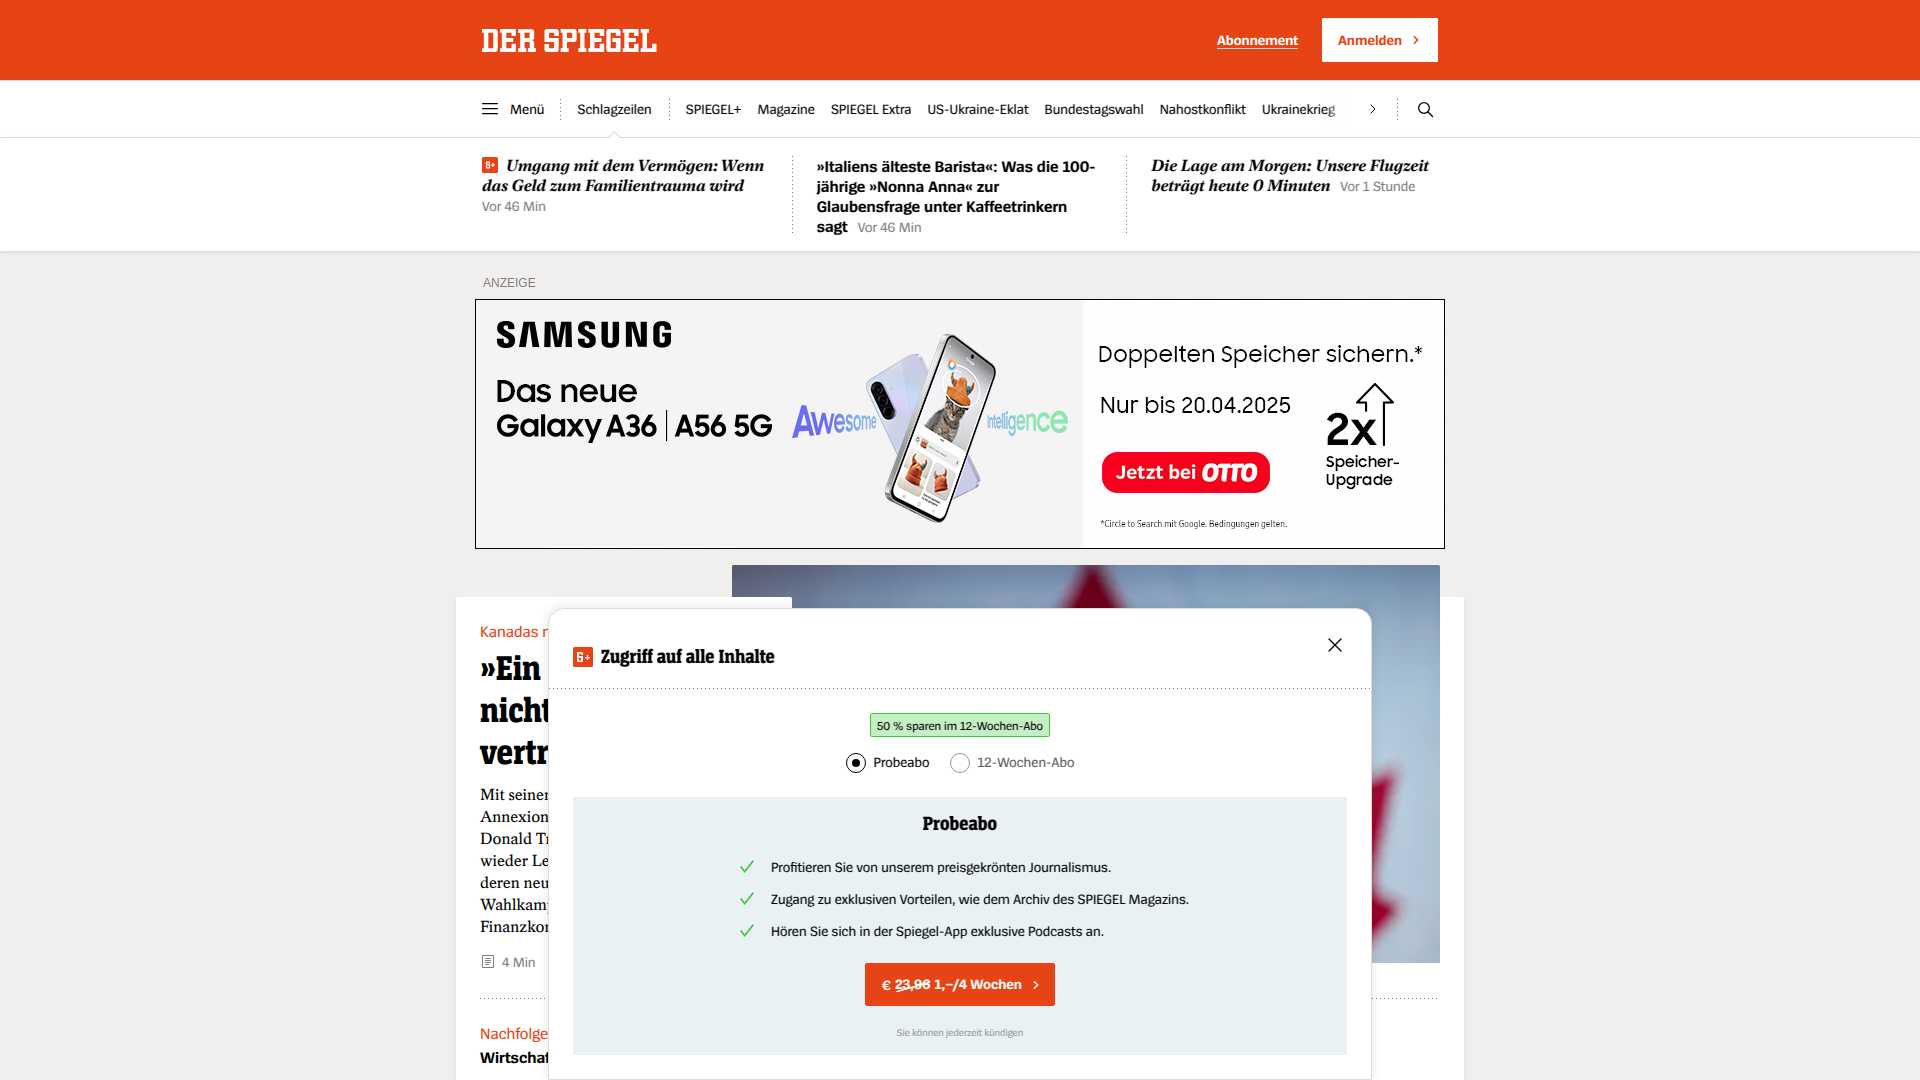 DER SPIEGEL
Abonnement
Anmelden
Menü
Schlagzeilen
SPIEGEL+
Magazine
SPIEGEL Extra
US-Ukraine-Eklat
Bundestagswahl
Nahostkonflikt
Ukrainekrieg
Umgang mit dem Vermögen: Wenn
das Geld zum Familientrauma wird
Vor 46 Min
»Italiens älteste Barista«: Was die 100-
jährige »Nonna Anna« zur
Glaubensfrage unter Kaffeetrinkern
sagt Vor 46 Min
Die Lage am Morgen: Unsere Flugzeit
beträgt heute 0 Minuten Vor 1 Stunde
ANZEIGE
SAMSUNG
Das neue
Galaxy A36 | A56 5G
Awesome
Intelligence
Doppelten Speicher sichern.*
Nur bis 20.04.2025
2x
Speicher-
Upgrade
Jetzt bei OTTO
*Circle to Search mit Google. Bedingungen gelten.
Kanadas
»Ein
nicht
vertr
Mit seinen
Annexion
Donald Tr
wieder Le
deren neu
Wahlkam
Finanzkon
4 Min
Nachfolge
Wirtschaf
S+ Zugriff auf alle Inhalte
50 % sparen im 12-Wochen-Abo
Probeabo
12-Wochen-Abo
Probeabo
Profitieren Sie von unserem preisgekrönten Journalismus.
Zugang zu exklusiven Vorteilen, wie dem Archiv des SPIEGEL Magazins.
Hören Sie sich in der Spiegel-App exklusive Podcasts an.
€ 23,96 1,–/4 Wochen
Sie können jederzeit kündigen